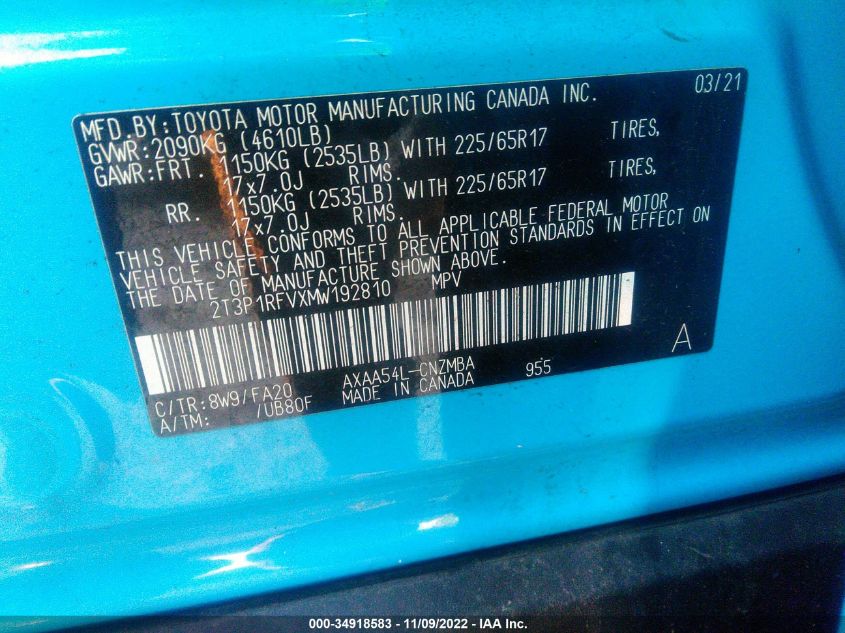 03/21
MFD.BY:TOYOTA MOTOR MANUFACTURING CANADA INC.
GVWR:2090KG (4610LB)
GAWR:FRT. 1150KG (2535LB) WITH 225/65R17 TIRES,
17x7.0J RIMS.
RR. 1150KG (2535LB) WITH 225/65R17 TIRES,
17x7.0J RIMS.
THIS VEHICLE CONFORMS TO ALL APPLICABLE FEDERAL MOTOR
VEHICLE SAFETY AND THEFT PREVENTION STANDARDS IN EFFECT ON
THE DATE OF MANUFACTURE SHOWN ABOVE.
2T3P1RFVXMW192810 MPV
A
C/TR:8W9/FA20 AXAA54L-CNZMBA 955
A/TM: /UB80F MADE IN CANADA
000-34918583 - 11/09/2022 - IAA Inc.